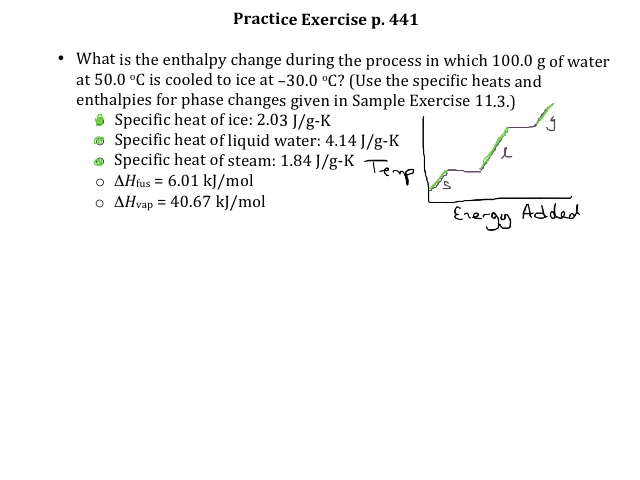 Practice Exercise p. 441
• What is the enthalpy change during the process in which 100.0 g of water
at 50.0 °C is cooled to ice at –30.0 °C? (Use the specific heats and
enthalpies for phase changes given in Sample Exercise 11.3.)
Specific heat of ice: 2.03 J/g-K
Specific heat of liquid water: 4.14 J/g-K
Specific heat of steam: 1.84 J/g-K
o ΔHfus = 6.01 kJ/mol
o ΔHvap = 40.67 kJ/mol
Temp
s
l
g
Energy Added